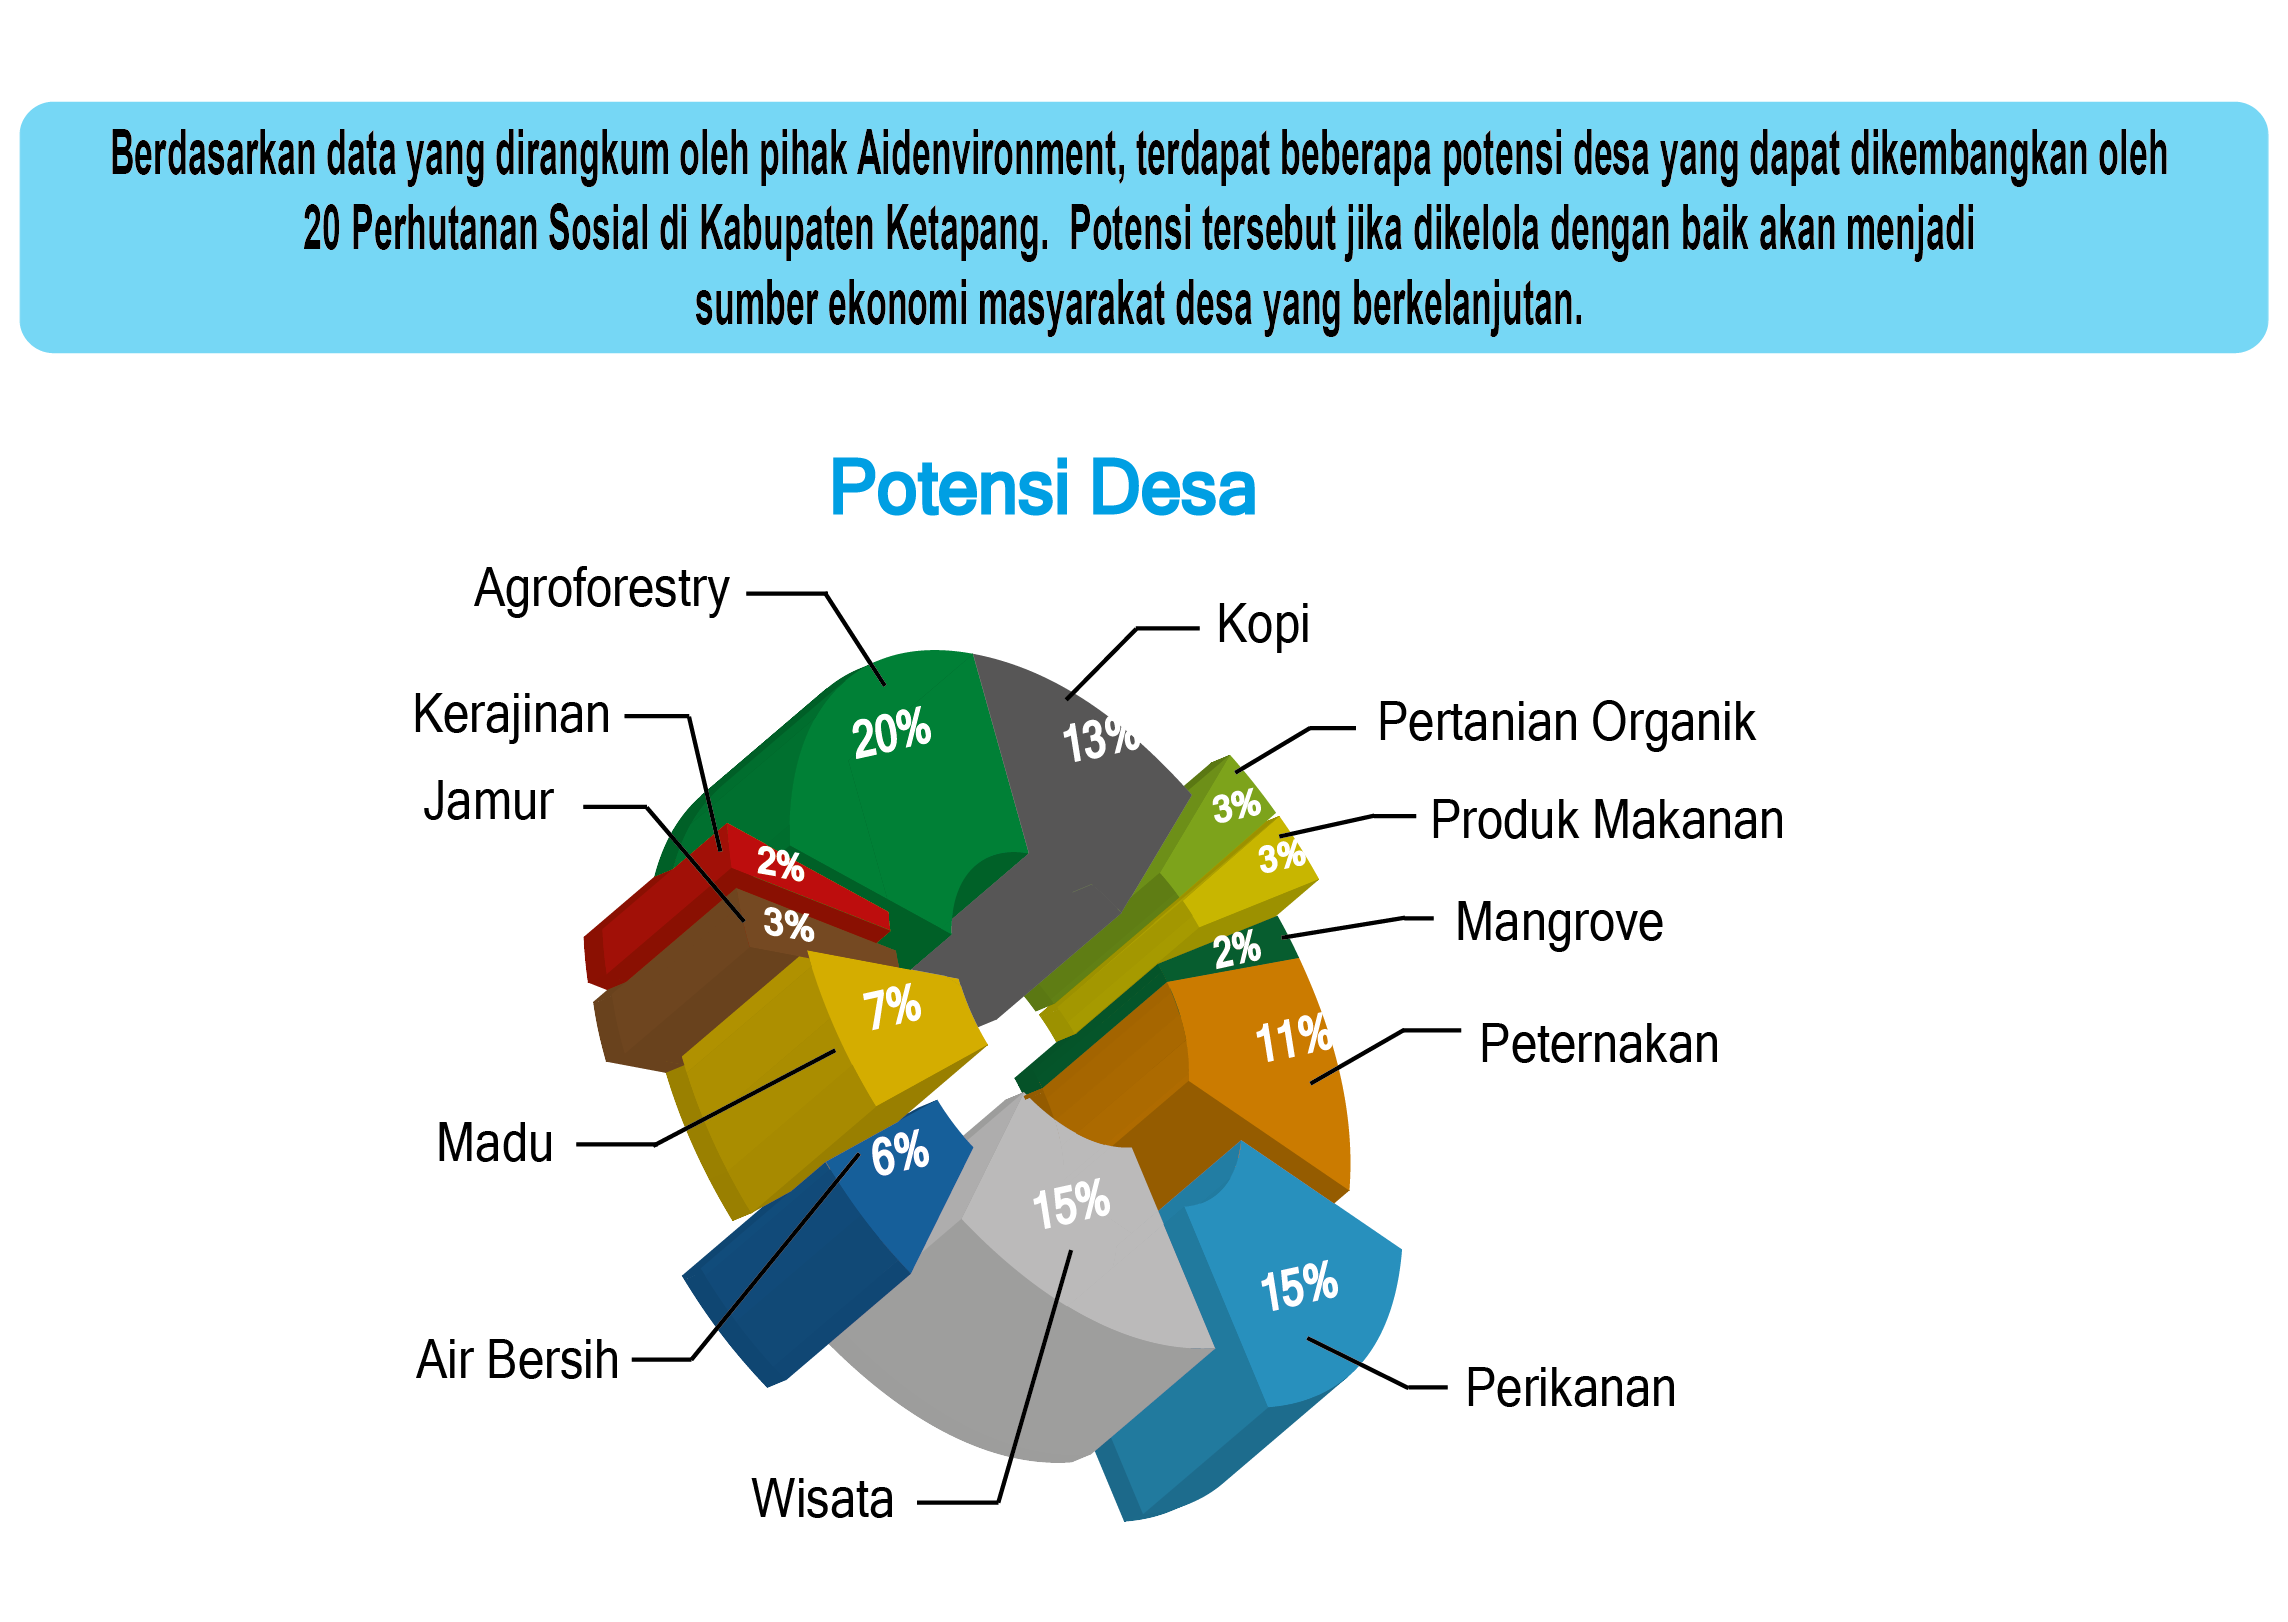 Berdasarkan data yang dirangkum oleh pihak Aidenvironment, terdapat beberapa potensi desa yang dapat dikembangkan oleh
20 Perhutanan Sosial di Kabupaten Ketapang. Potensi tersebut jika dikelola dengan baik akan menjadi
sumber ekonomi masyarakat desa yang berkelanjutan.
Potensi Desa
Agroforestry
20%
Kopi
13%
Kerajinan
2%
Pertanian Organik
3%
Jamur
3%
Produk Makanan
3%
Mangrove
2%
Madu
7%
Peternakan
11%
Air Bersih
6%
Wisata
15%
Perikanan
15%